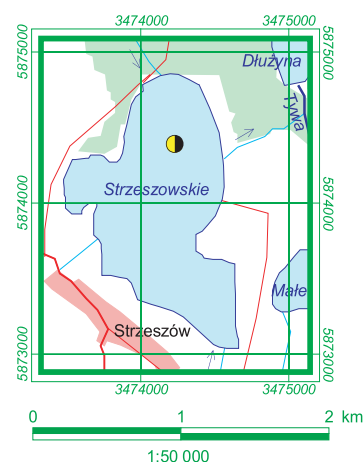 3474000 3475000
5875000 5875000
Dłużyna
Tywa
Strzeszowskie
5874000 5874000
Małe
Strzeszów
5873000 5873000
3474000 3475000
0 1 2 km
1:50 000